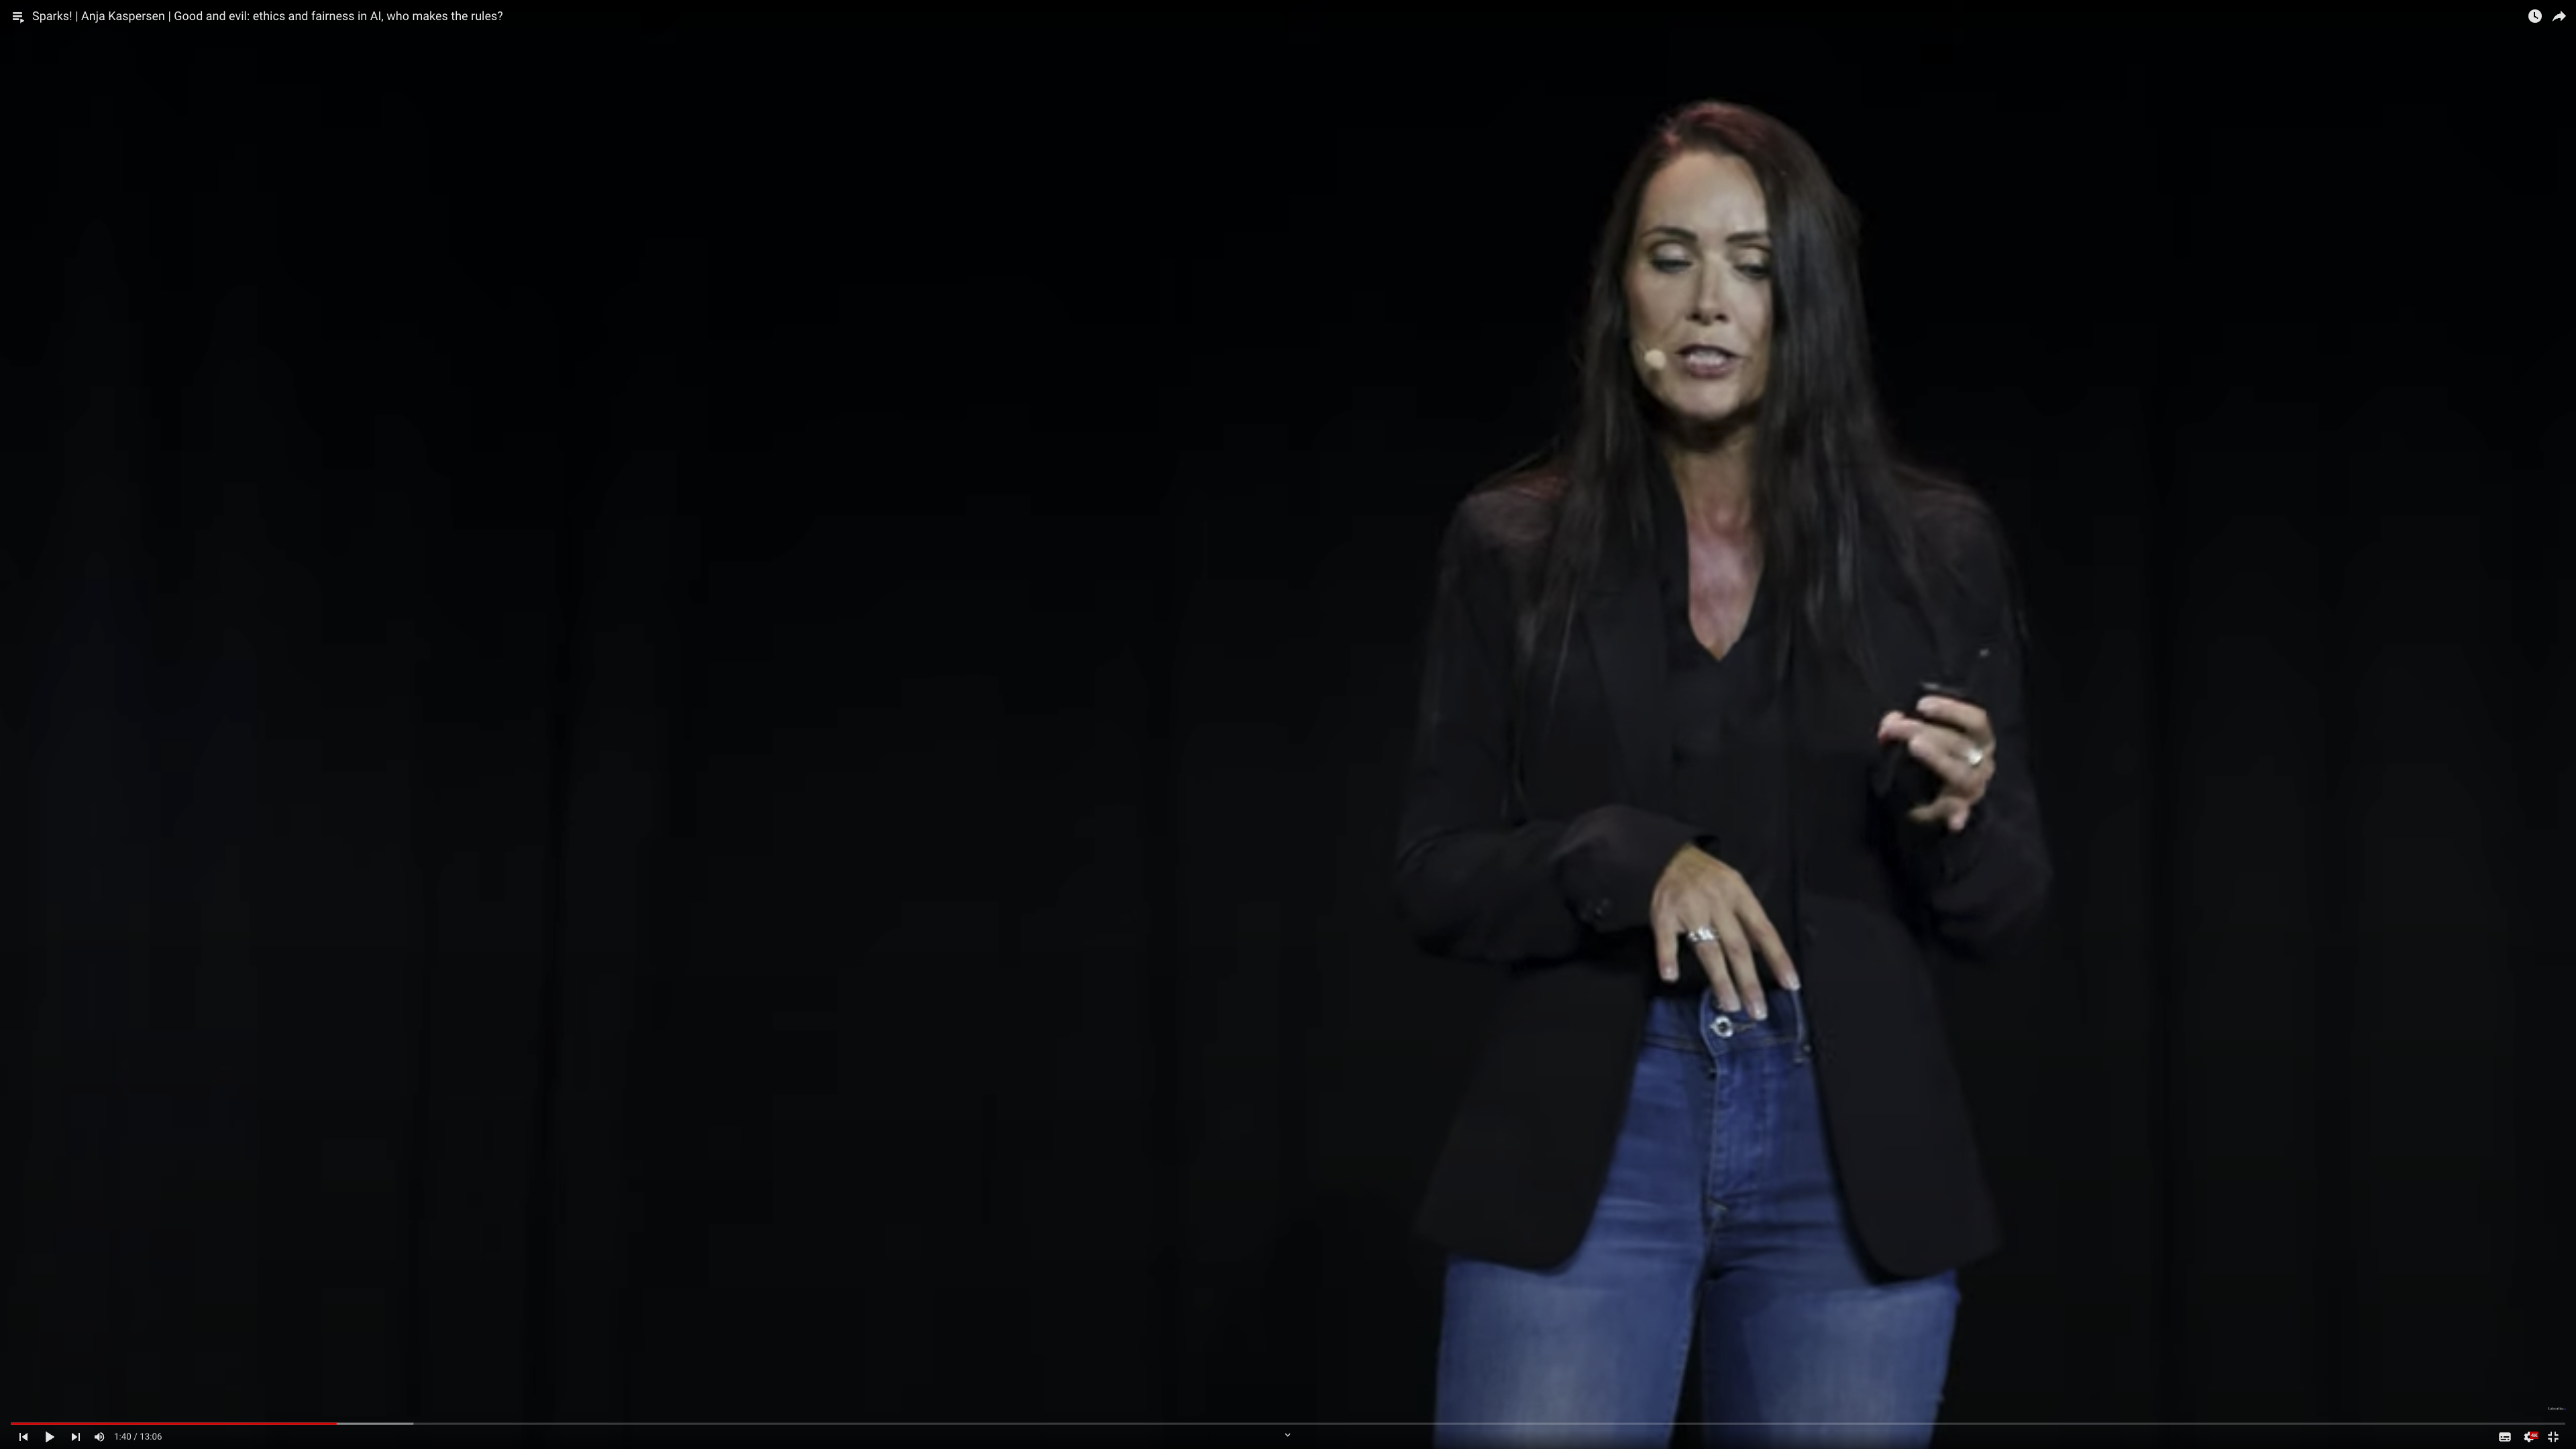 Sparks! | Anja Kaspersen | Good and evil: ethics and fairness in AI, who makes the rules?
1:40 / 13:06